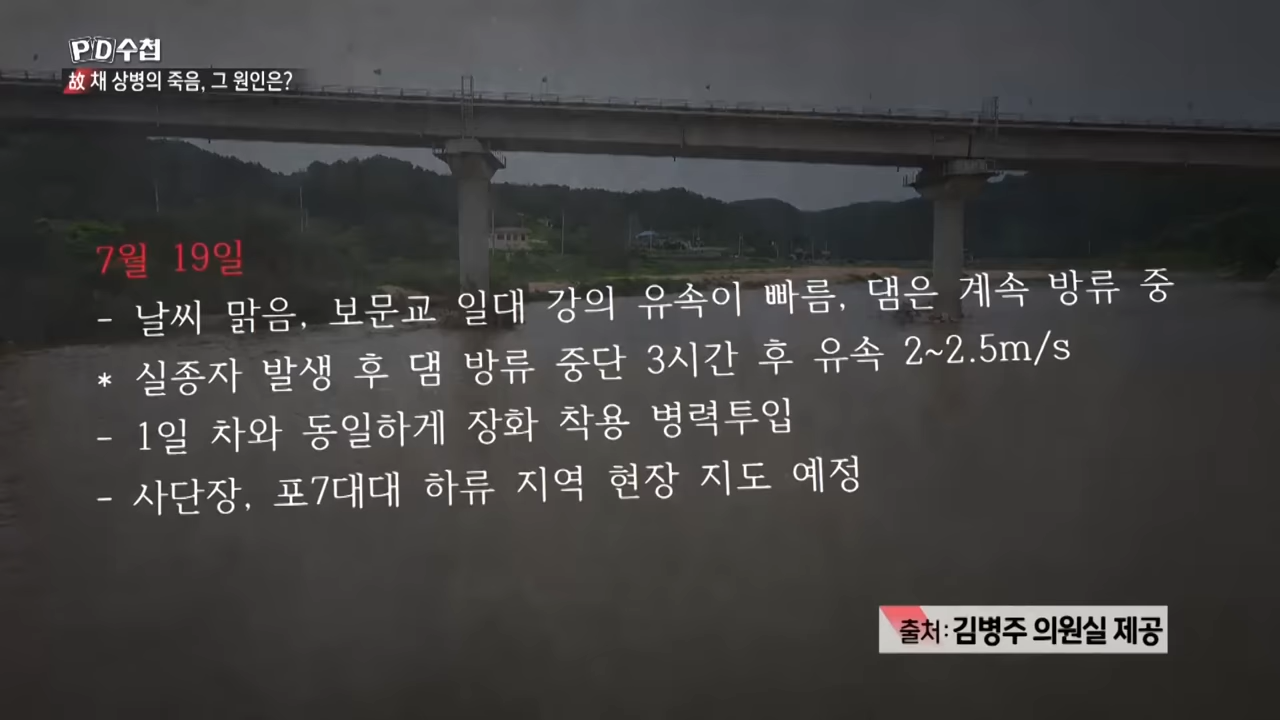 PD수첩
故 채 상병의 죽음, 그 원인은?
7월 19일
- 날씨 맑음, 보문교 일대 강의 유속이 빠름, 댐은 계속 방류 중
* 실종자 발생 후 댐 방류 중단 3시간 후 유속 2~2.5m/s
- 1일 차와 동일하게 장화 착용 병력투입
- 사단장, 포7대대 하류 지역 현장 지도 예정
출처: 김병주 의원실 제공